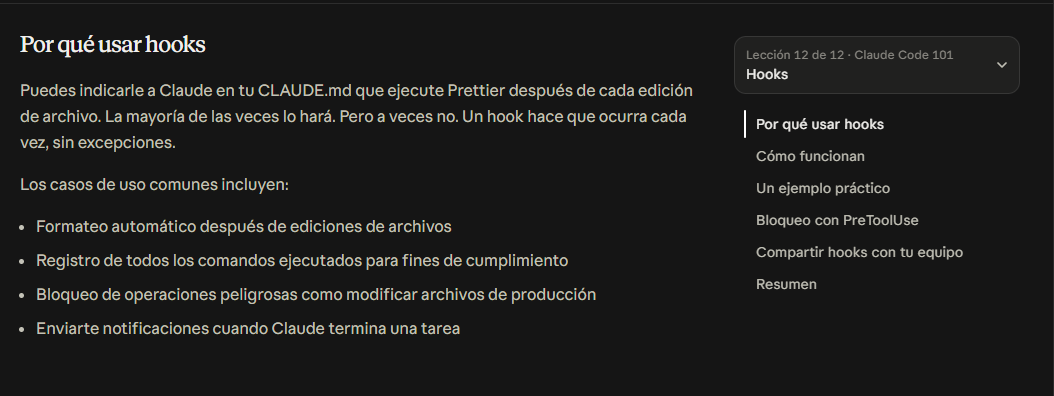 Por qué usar hooks
Puedes indicarle a Claude en tu CLAUDE.md que ejecute Prettier después de cada edición
de archivo. La mayoría de las veces lo hará. Pero a veces no. Un hook hace que ocurra cada
vez, sin excepciones.
Los casos de uso comunes incluyen:
• Formateo automático después de ediciones de archivos
• Registro de todos los comandos ejecutados para fines de cumplimiento
• Bloqueo de operaciones peligrosas como modificar archivos de producción
• Enviarte notificaciones cuando Claude termina una tarea
Lección 12 de 12 · Claude Code 101
Hooks
Por qué usar hooks
Cómo funcionan
Un ejemplo práctico
Bloqueo con PreToolUse
Compartir hooks con tu equipo
Resumen